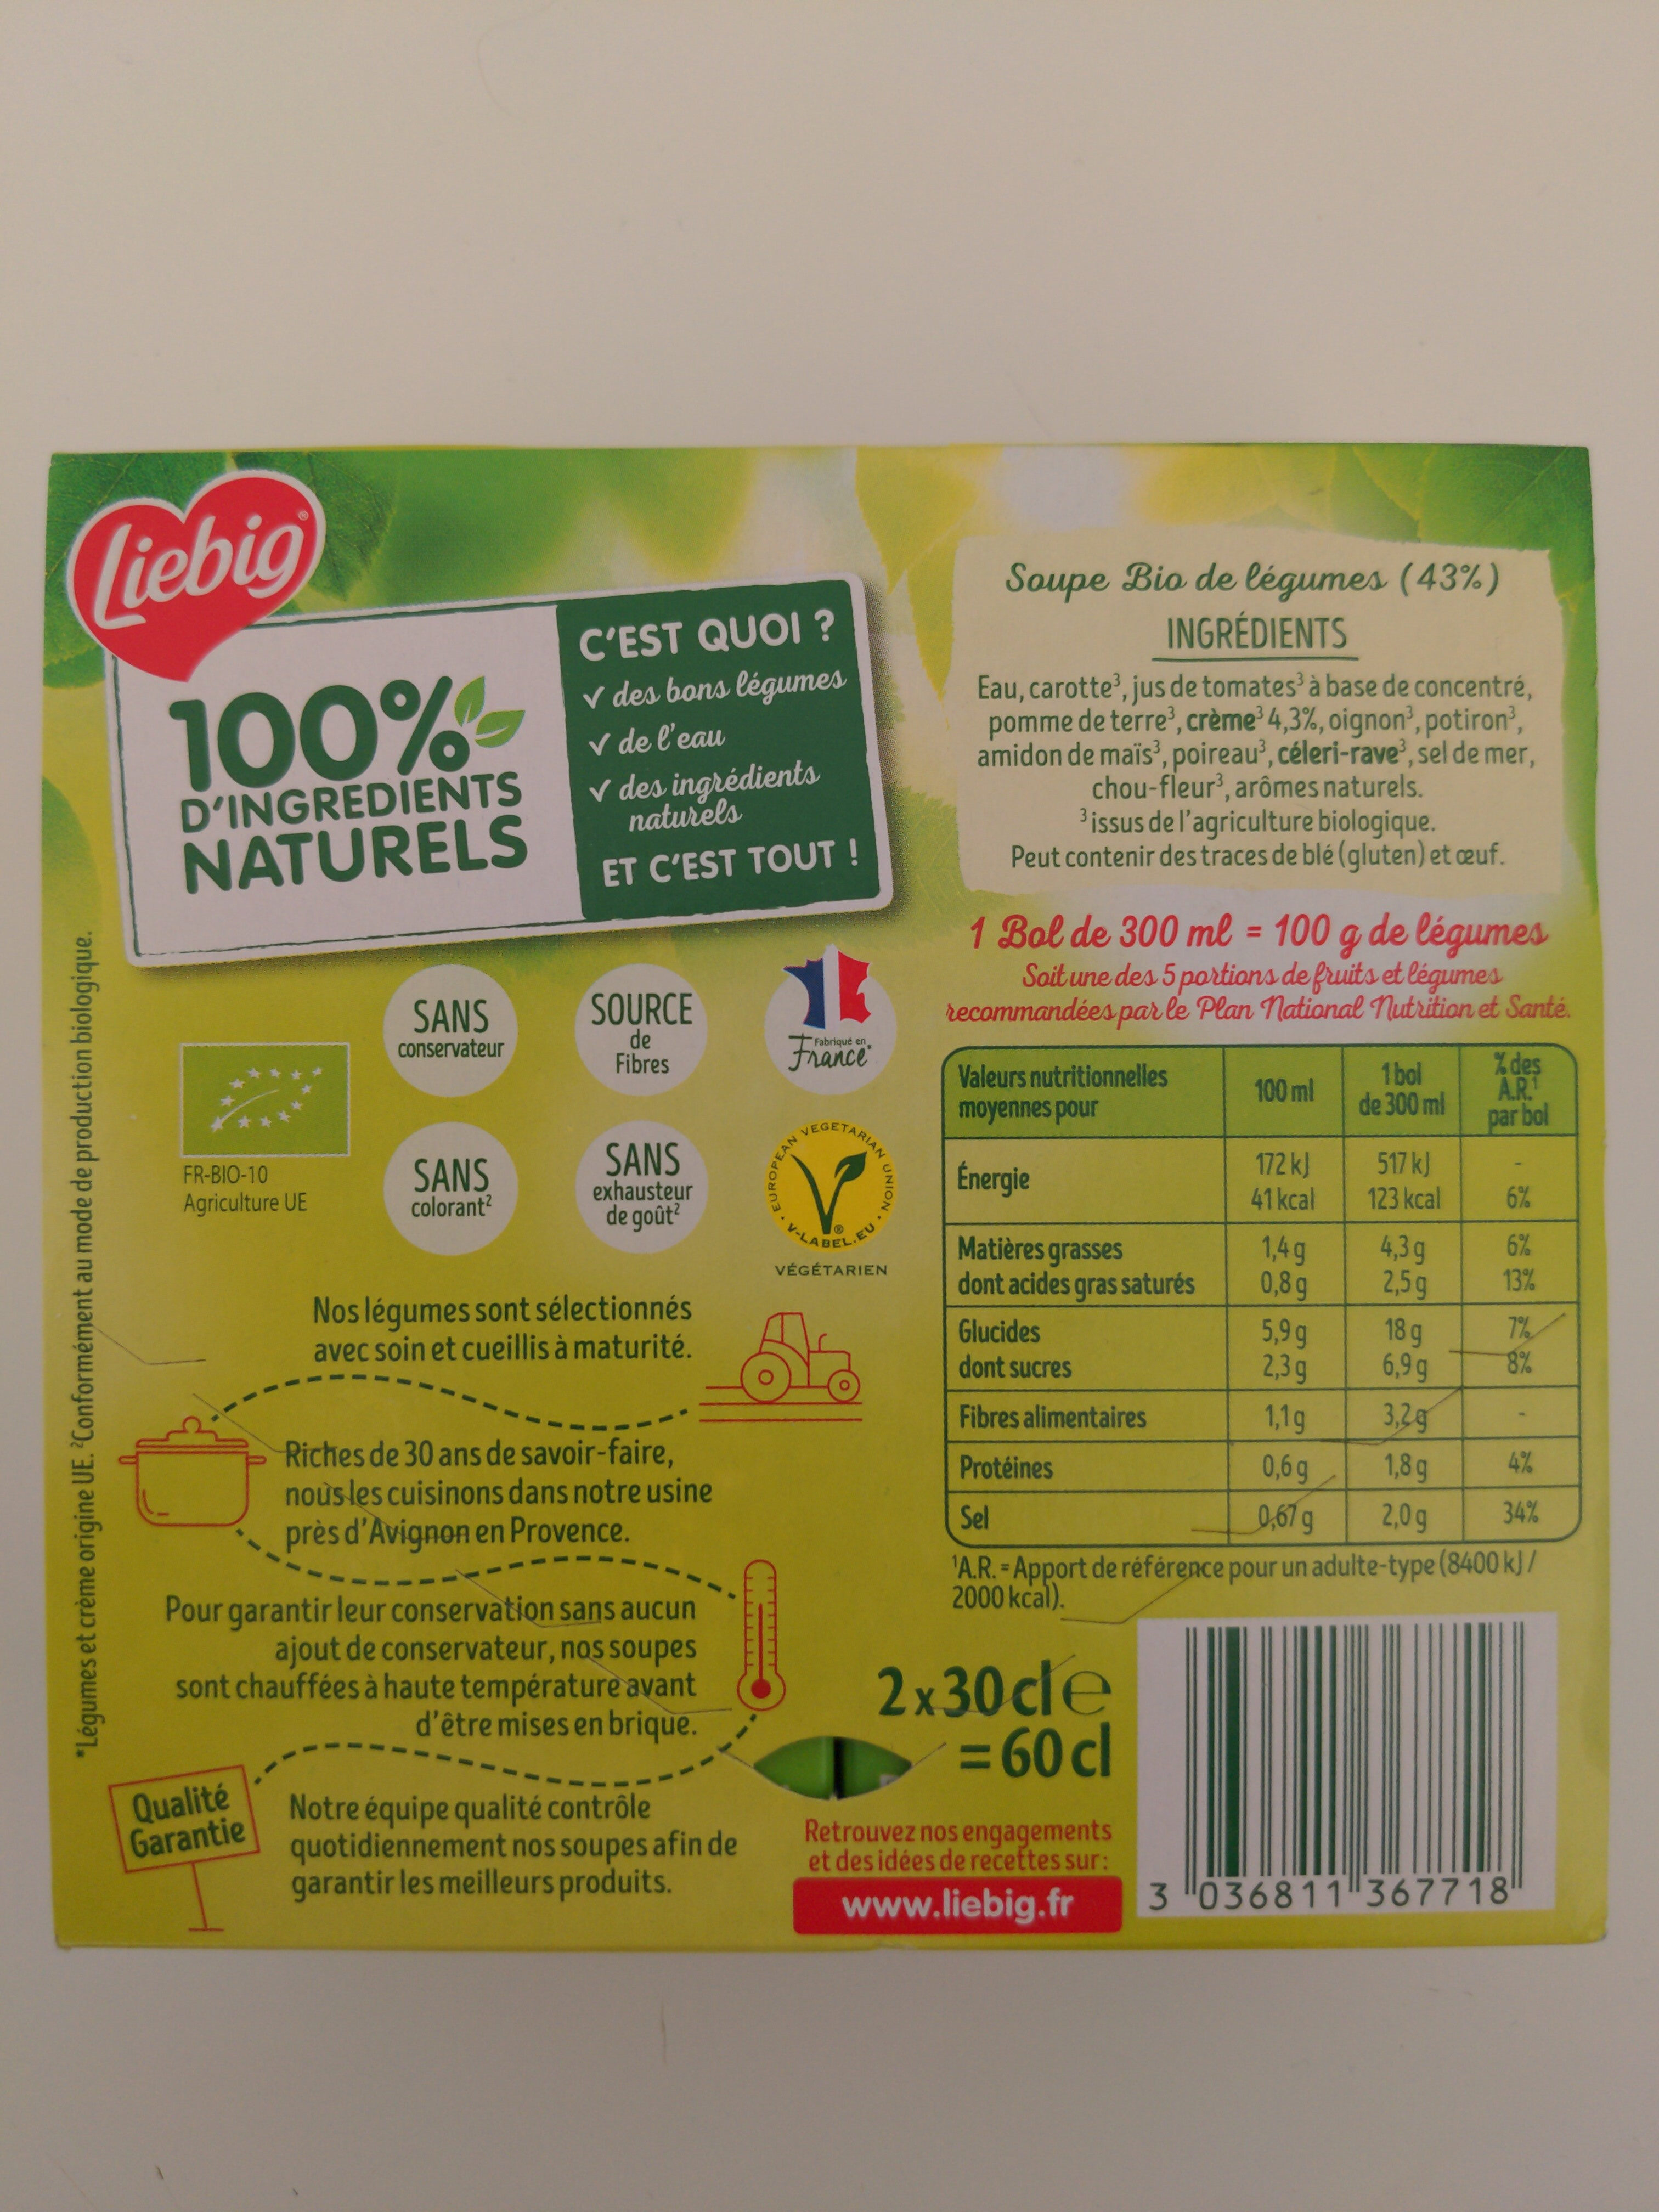 Liebig®
100%
D'INGREDIENTS
NATURELS
C'EST QUOI ?
✓ des bons légumes
✓ de l'eau
✓ des ingrédients
naturels
ET C'EST TOUT !
*Légumes et crème origine UE. ²Conformément au mode de production biologique.
FR-BIO-10
Agriculture UE
SANS
conservateur
SOURCE
de
Fibres
Fabriqué en
France*
SANS
colorant²
SANS
exhausteur
de goût²
EUROPEAN VEGETARIAN UNION
V-LABEL.EU
®
VÉGÉTARIEN
Nos légumes sont sélectionnés
avec soin et cueillis à maturité.
Riches de 30 ans de savoir-faire,
nous les cuisinons dans notre usine
près d'Avignon en Provence.
Pour garantir leur conservation sans aucun
ajout de conservateur, nos soupes
sont chauffées à haute température avant
d'être mises en brique.
Qualité
Garantie
Notre équipe qualité contrôle
quotidiennement nos soupes afin de
garantir les meilleurs produits.
Soupe Bio de légumes (43%)
INGRÉDIENTS
Eau, carotte³, jus de tomates³ à base de concentré,
pomme de terre³, crème³ 4,3%, oignon³, potiron³,
amidon de maïs³, poireau³, céleri-rave³, sel de mer,
chou-fleur³, arômes naturels.
³ issus de l'agriculture biologique.
Peut contenir des traces de blé (gluten) et œuf.
1 Bol de 300 ml = 100 g de légumes
Soit une des 5 portions de fruits et légumes
recommandées par le Plan National Nutrition et Santé.
Valeurs nutritionnelles moyennes pour 100 ml 1 bol de 300 ml % des A.R.¹ par bol
Énergie 172 kJ 517 kJ -
41 kcal 123 kcal 6%
Matières grasses 1,4 g 4,3 g 6%
dont acides gras saturés 0,8 g 2,5 g 13%
Glucides 5,9 g 18 g 7%
dont sucres 2,3 g 6,9 g 8%
Fibres alimentaires 1,1 g 3,2 g -
Protéines 0,6 g 1,8 g 4%
Sel 0,67 g 2,0 g 34%
¹A.R. = Apport de référence pour un adulte-type (8400 kJ /
2000 kcal).
2 x 30 cl e
= 60 cl
Retrouvez nos engagements
et des idées de recettes sur :
www.liebig.fr
3 036811 367718